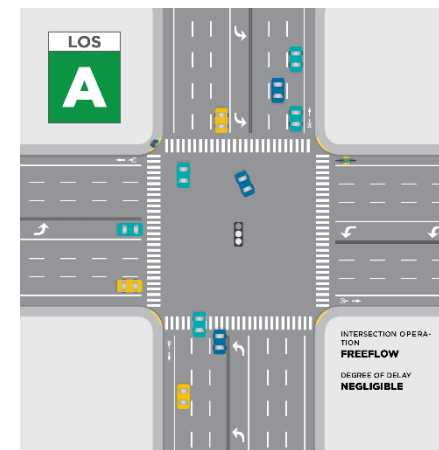 LOS
A
INTERSECTION OPERA-
TION
FREEFLOW
DEGREE OF DELAY
NEGLIGIBLE